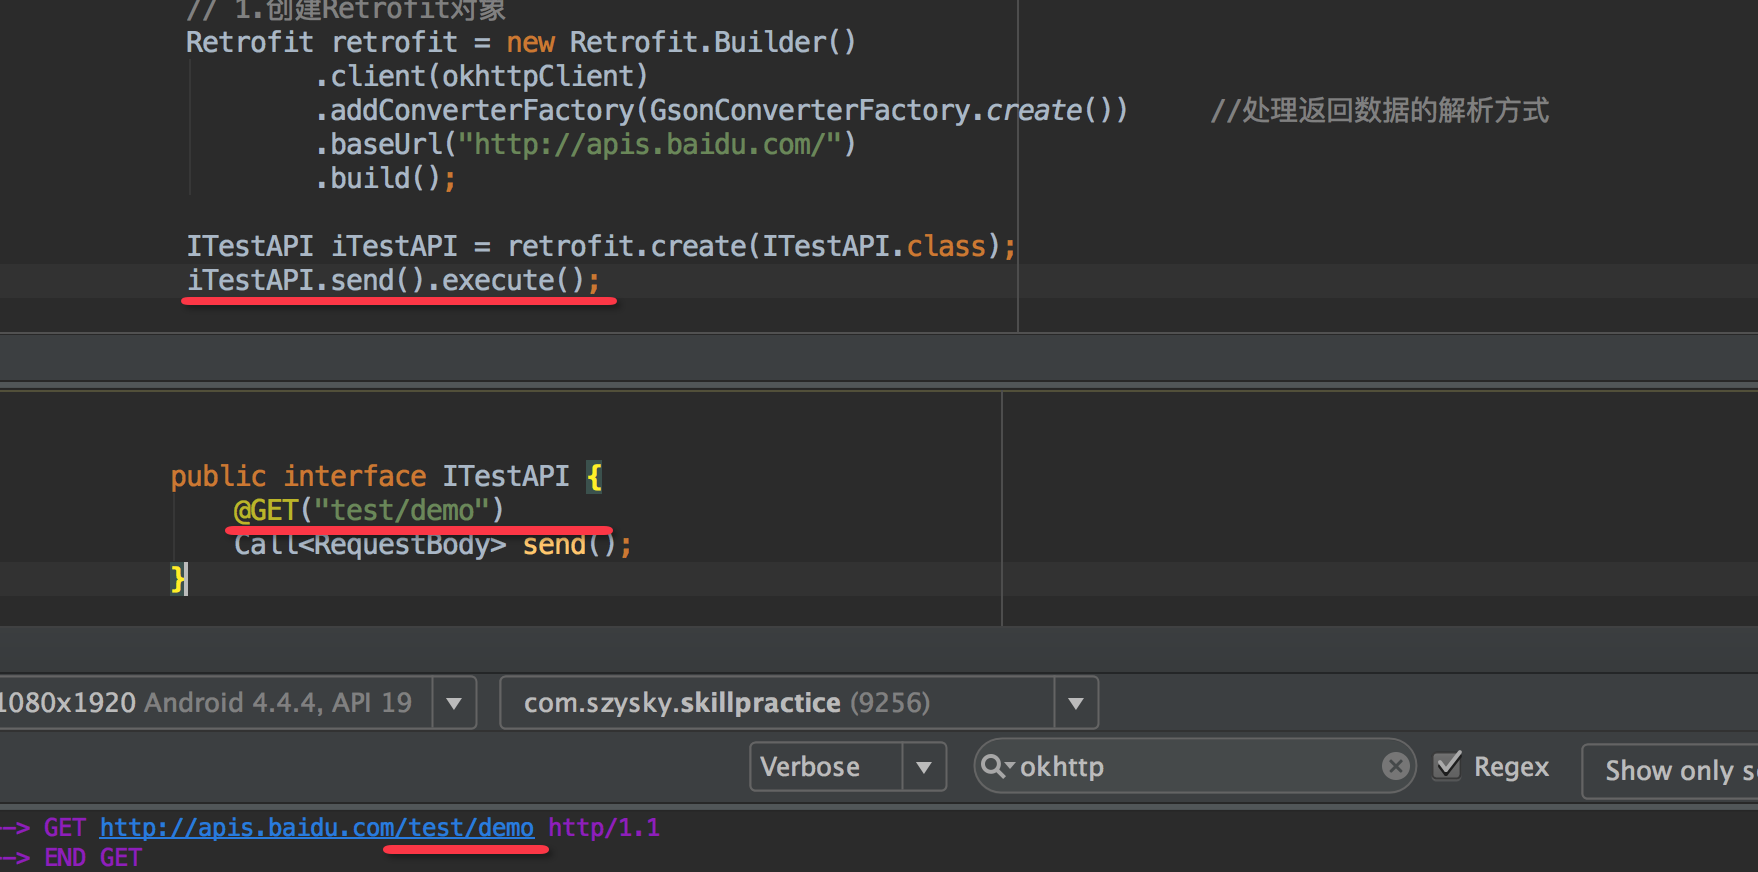 // 1.创建Retrofit对象
Retrofit retrofit = new Retrofit.Builder()
.client(okhttpClient)
.addConverterFactory(GsonConverterFactory.create()) //处理返回数据的解析方式
.baseUrl("http://apis.baidu.com/")
.build();
ITestAPI iTestAPI = retrofit.create(ITestAPI.class);
iTestAPI.send().execute();
public interface ITestAPI {
@GET("test/demo")
Call<RequestBody> send();
}
1080x1920 Android 4.4.4, API 19 com.szysky.skillpractice (9256)
Verbose okhttp Regex Show only s
--> GET http://apis.baidu.com/test/demo http/1.1
--> END GET